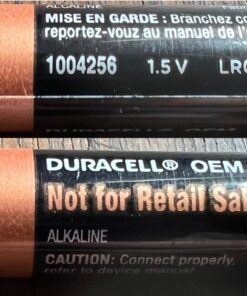 ALKALINE
MISE EN GARDE : Branchez co
reportez-vouz au manuel de l'
1004256 1.5 V LR
DURACELL® OEM
Not for Retail Sal
ALKALINE
CAUTION: Connect properly,
refer to device manual.